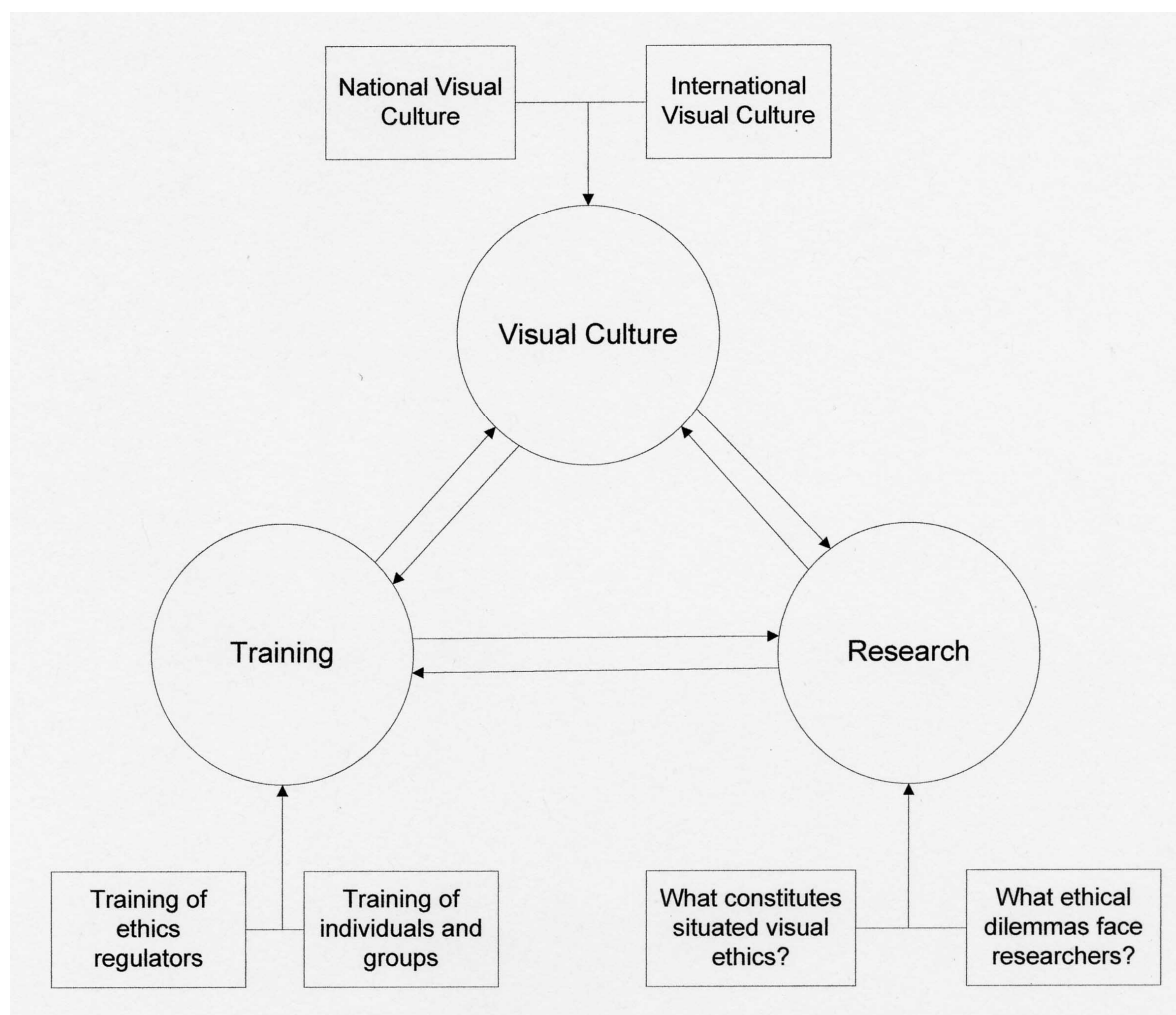 National Visual
Culture
International
Visual Culture
Visual Culture
Training
Research
Training of
ethics
regulators
Training of
individuals and
groups
What constitutes
situated visual
ethics?
What ethical
dilemmas face
researchers?